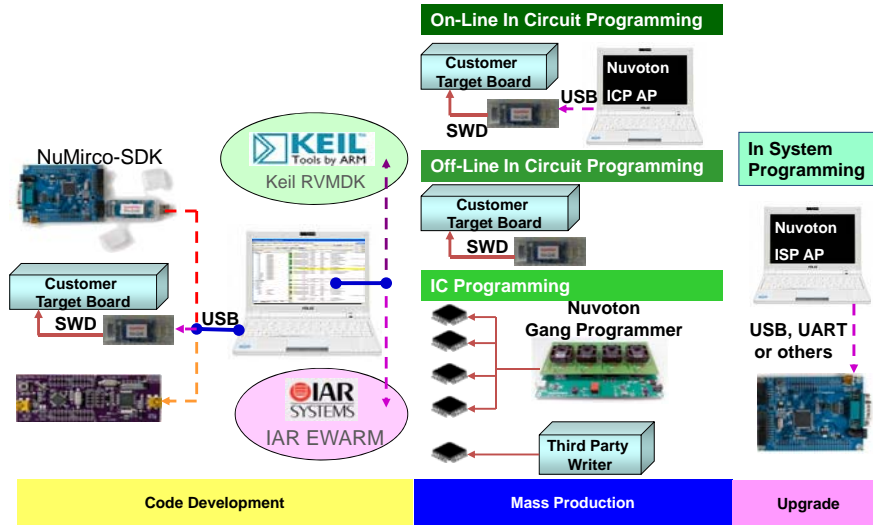 On-Line In Circuit Programming
Customer
Target Board
Nuvoton
ICP AP
USB
SWD
NuMirco-SDK
KEIL
Tools by ARM
Keil RVMDK
Off-Line In Circuit Programming
Customer
Target Board
SWD
In System
Programming
Nuvoton
ISP AP
Customer
Target Board
USB
SWD
IC Programming
Nuvoton
Gang Programmer
USB, UART
or others
IAR
SYSTEMS
IAR EWARM
Third Party
Writer
Code Development
Mass Production
Upgrade